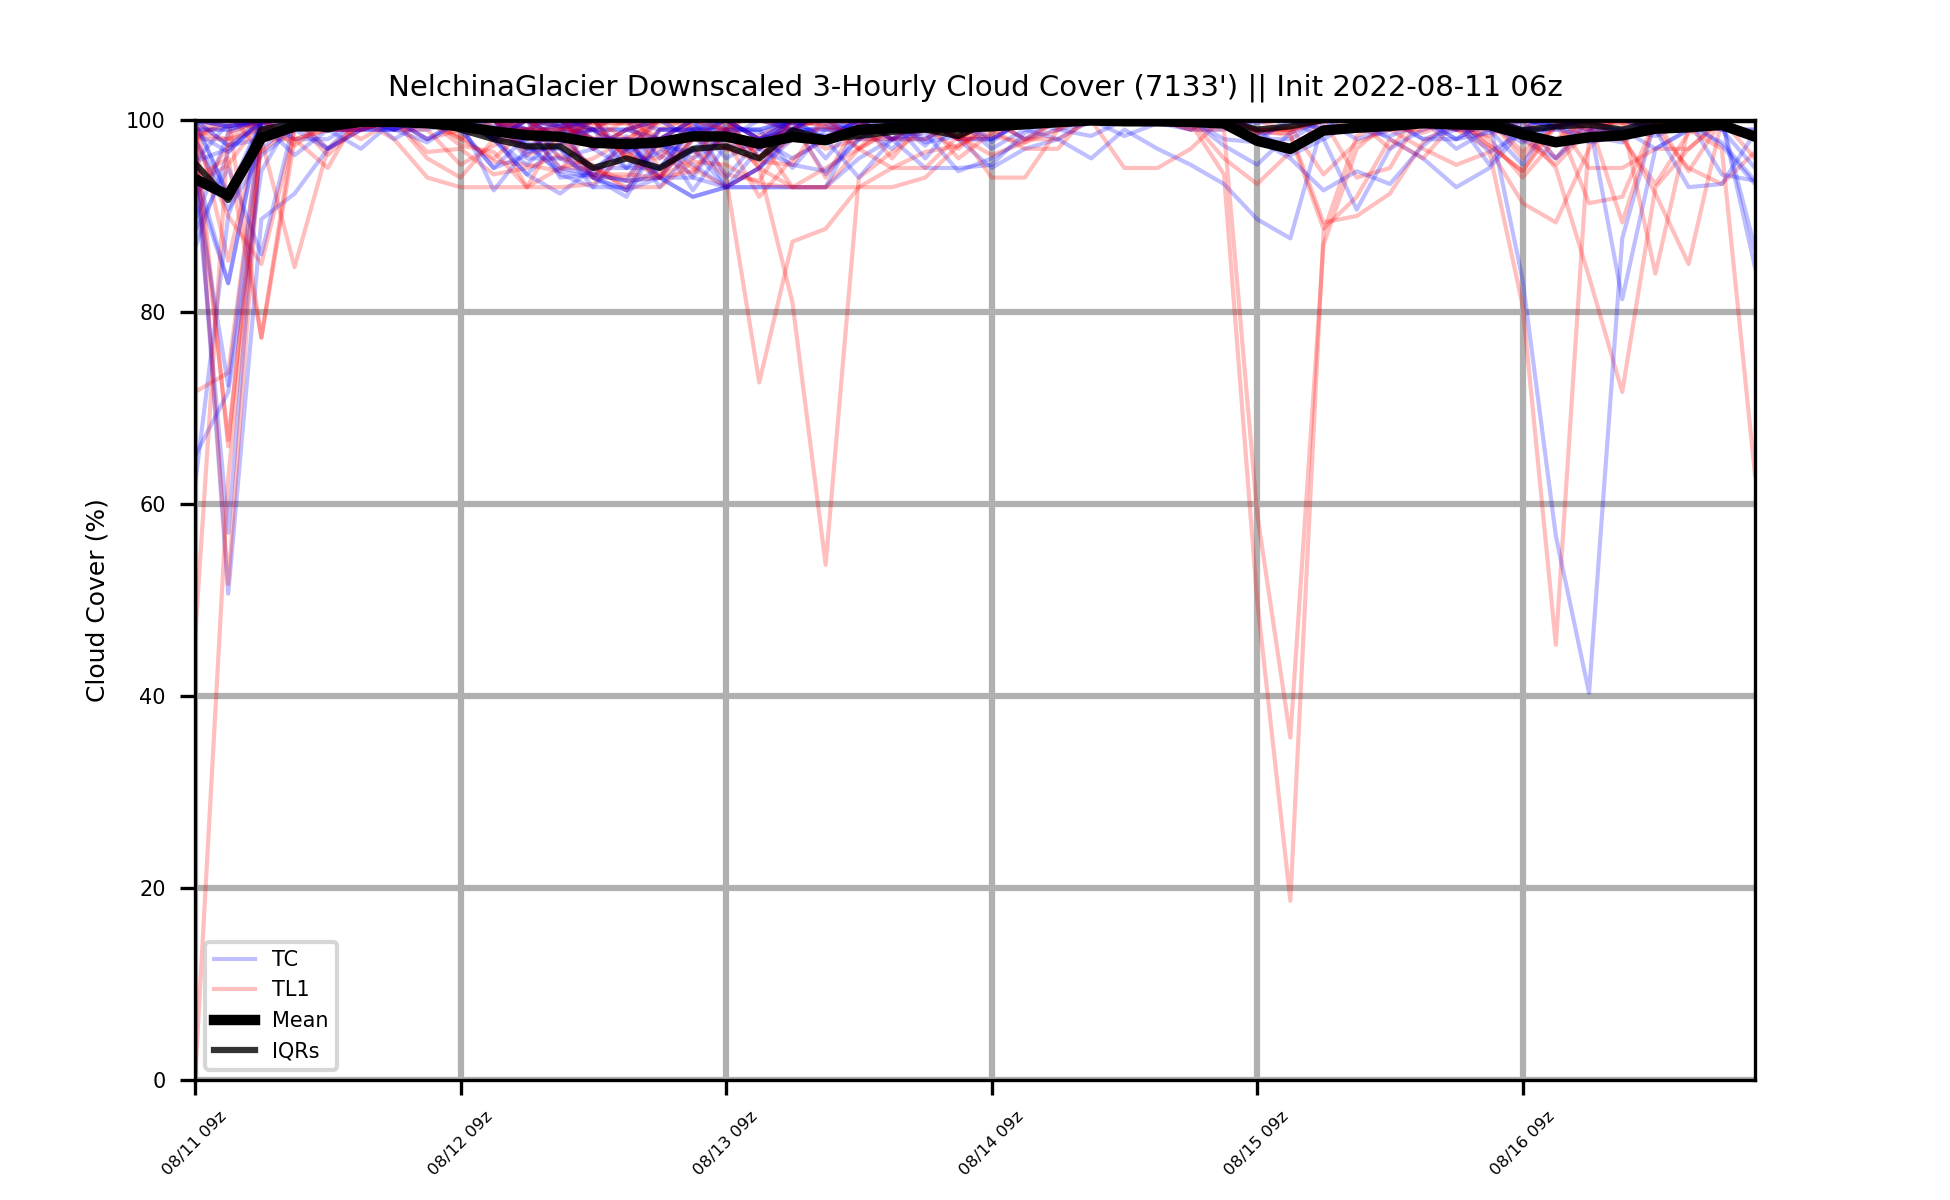 NelchinaGlacier Downscaled 3-Hourly Cloud Cover (7133') || Init 2022-08-11 06z
100
80
60
40
20
0
Cloud Cover (%)
TC
TL1
Mean
IQRs
08/11 09z
08/12 09z
08/13 09z
08/14 09z
08/15 09z
08/16 09z